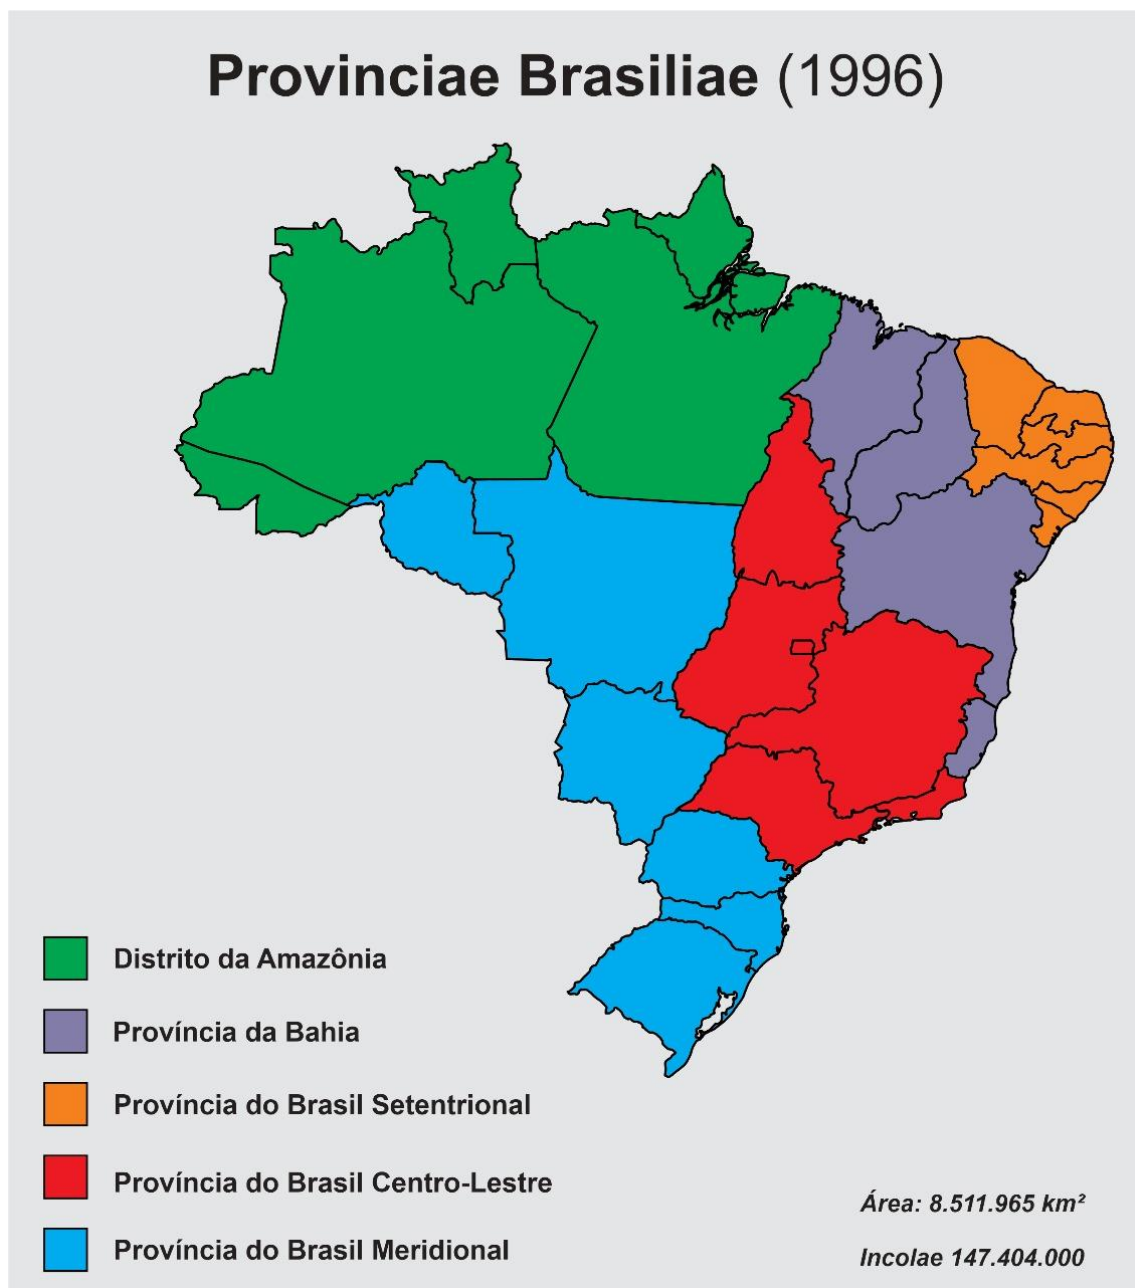 Provinciae Brasiliae (1996)
Distrito da Amazônia
Província da Bahia
Província do Brasil Setentrional
Província do Brasil Centro-Lestre
Província do Brasil Meridional
Área: 8.511.965 km²
Incolae 147.404.000